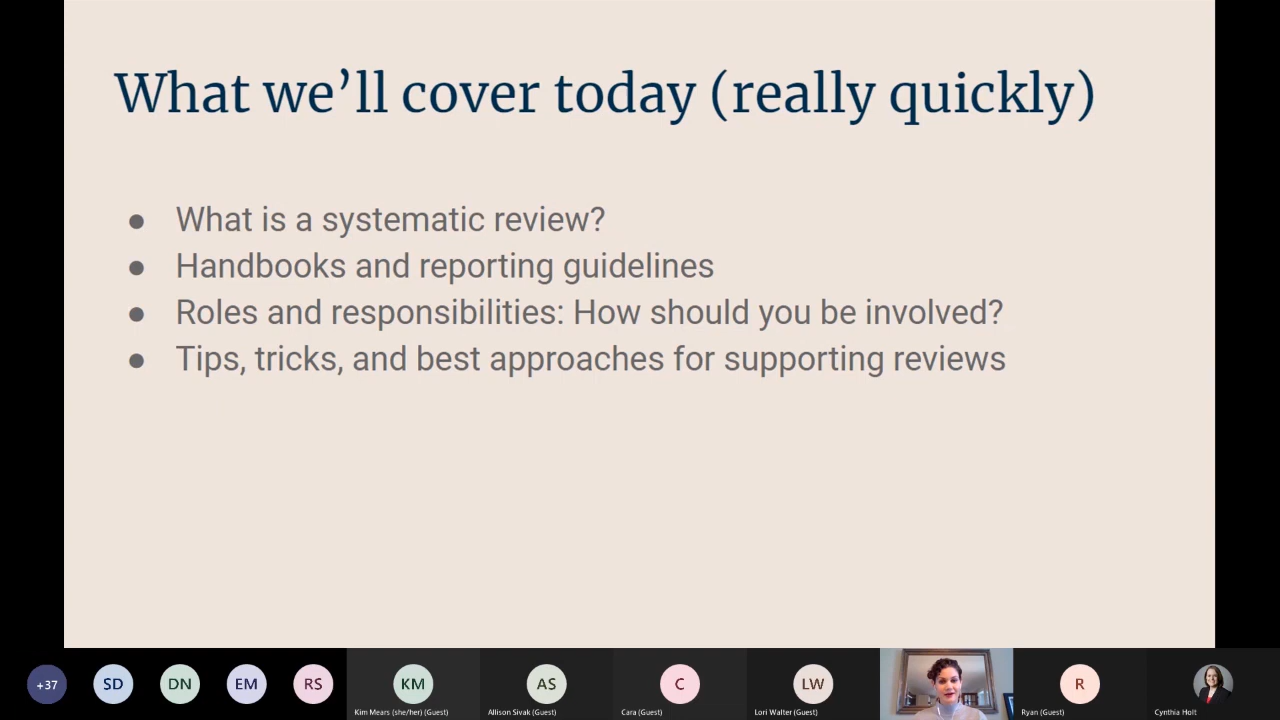 What we’ll cover today (really quickly)
● What is a systematic review?
● Handbooks and reporting guidelines
● Roles and responsibilities: How should you be involved?
● Tips, tricks, and best approaches for supporting reviews
+37
SD
DN
EM
RS
KM
AS
C
LW
R
Kim Mears (she/her) (Guest)
Allison Sivak (Guest)
Cara (Guest)
Lori Walter (Guest)
Ryan (Guest)
Cynthia Holt